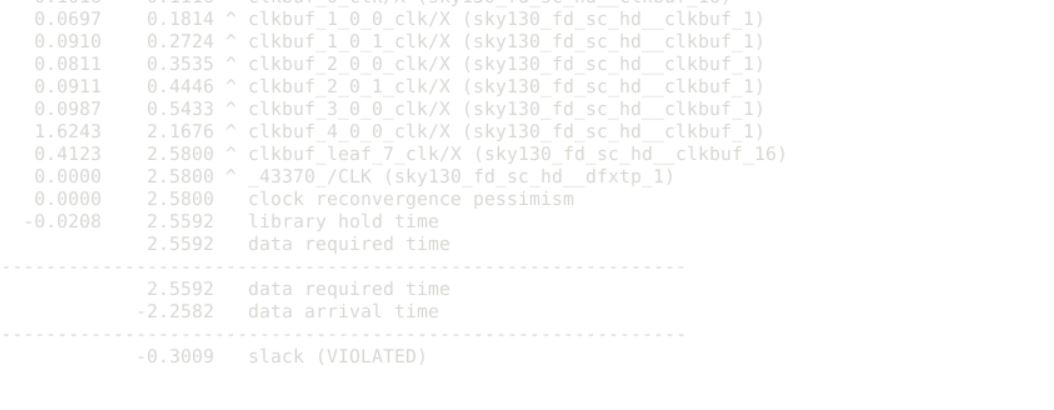 0.0697    0.1814 ^ clkbuf_1_0_0_clk/X (sky130_fd_sc_hd__clkbuf_1)
0.0910    0.2724 ^ clkbuf_1_0_1_clk/X (sky130_fd_sc_hd__clkbuf_1)
0.0811    0.3535 ^ clkbuf_2_0_0_clk/X (sky130_fd_sc_hd__clkbuf_1)
0.0911    0.4446 ^ clkbuf_2_0_1_clk/X (sky130_fd_sc_hd__clkbuf_1)
0.0987    0.5433 ^ clkbuf_3_0_0_clk/X (sky130_fd_sc_hd__clkbuf_1)
1.6243    2.1676 ^ clkbuf_4_0_0_clk/X (sky130_fd_sc_hd__clkbuf_1)
0.4123    2.5800 ^ clkbuf_leaf_7_clk/X (sky130_fd_sc_hd__clkbuf_16)
0.0000    2.5800 ^ _43370_/CLK (sky130_fd_sc_hd__dfxtp_1)
0.0000    2.5800   clock reconvergence pessimism
-0.0208    2.5592   library hold time
2.5592   data required time
-------------------------------------------------------------
2.5592   data required time
-2.2582   data arrival time
-------------------------------------------------------------
-0.3009   slack (VIOLATED)